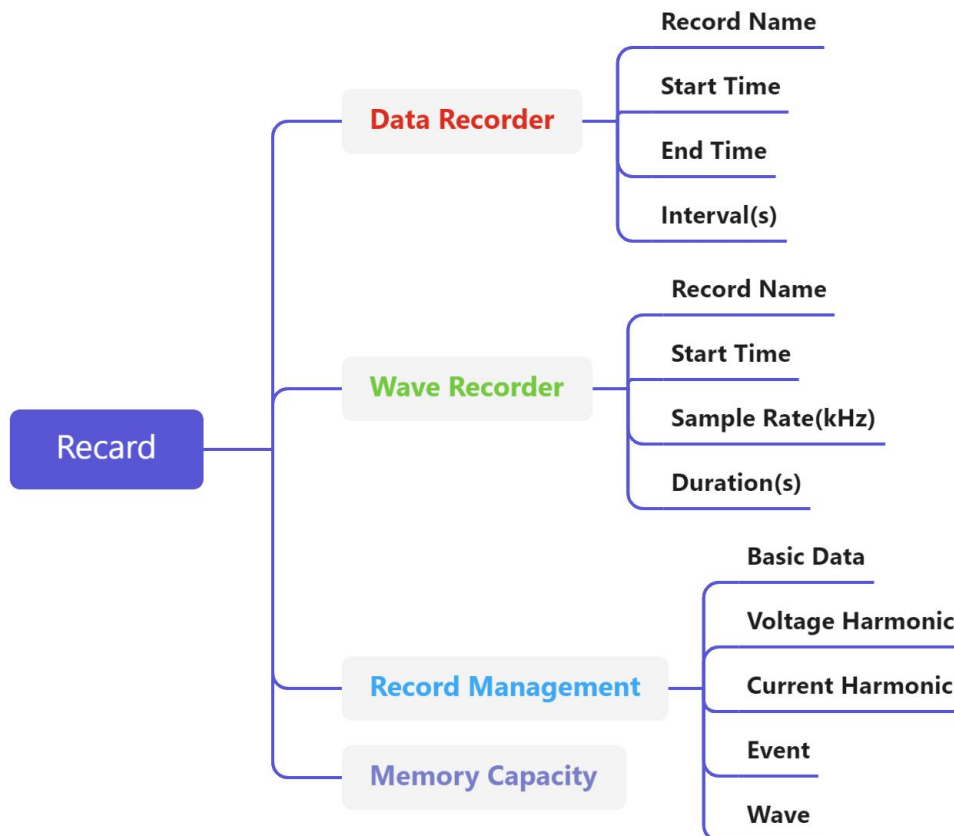 Recard
Data Recorder
Record Name
Start Time
End Time
Interval(s)
Wave Recorder
Record Name
Start Time
Sample Rate(kHz)
Duration(s)
Record Management
Basic Data
Voltage Harmonic
Current Harmonic
Event
Wave
Memory Capacity